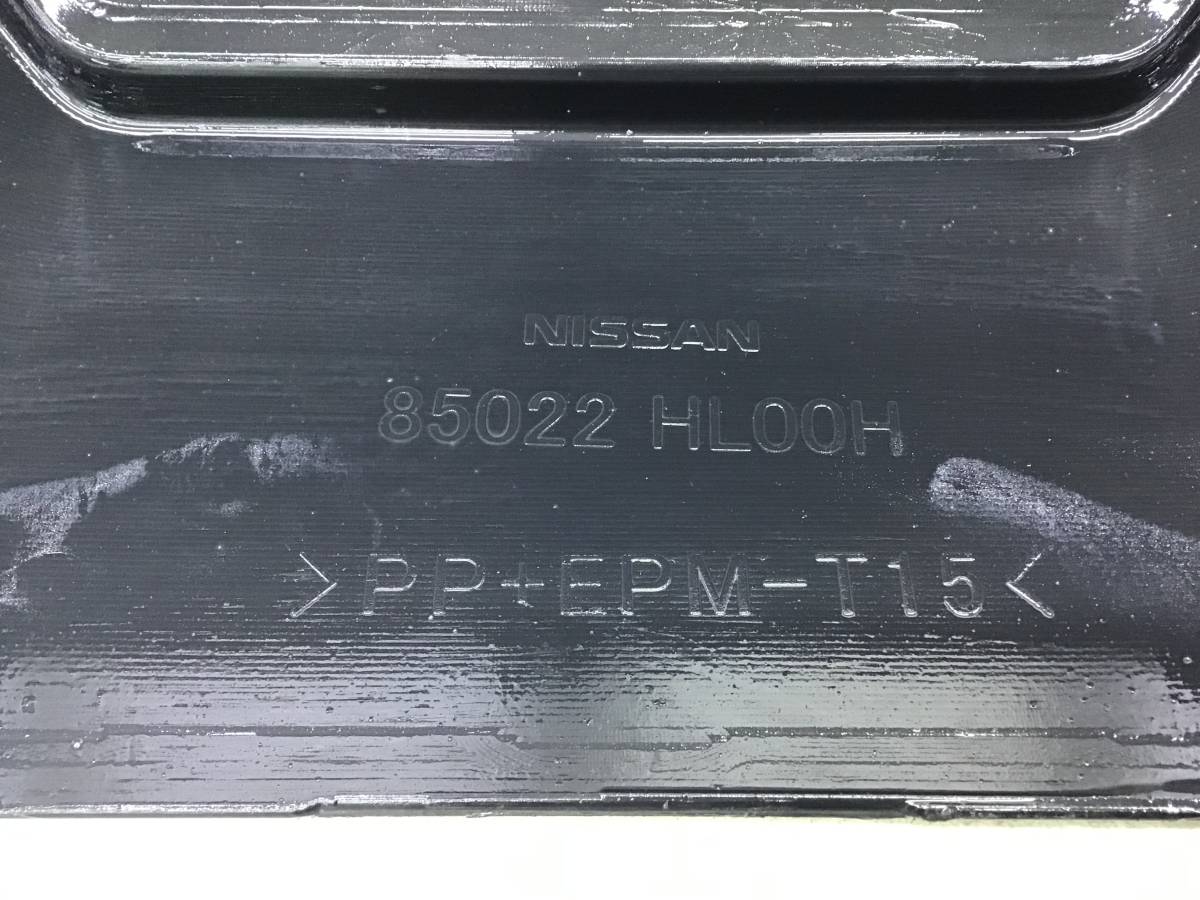 NISSAN
85022 HL00H
>PP+EPM-T15<